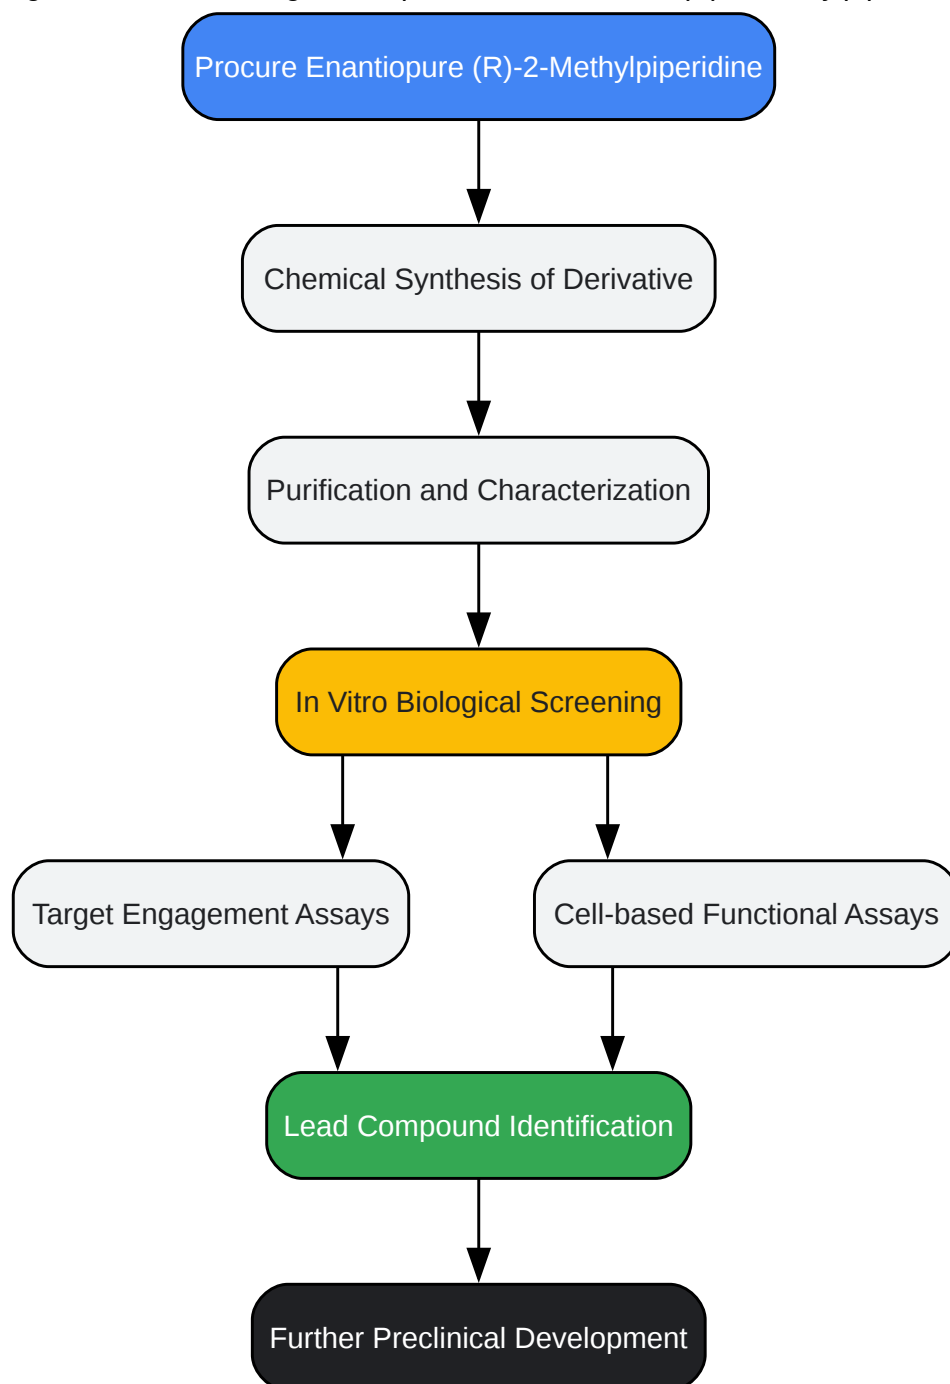 Procure Enantiopure (R)-2-Methylpiperidine
Chemical Synthesis of Derivative
Purification and Characterization
In Vitro Biological Screening
Target Engagement Assays
Cell-based Functional Assays
Lead Compound Identification
Further Preclinical Development